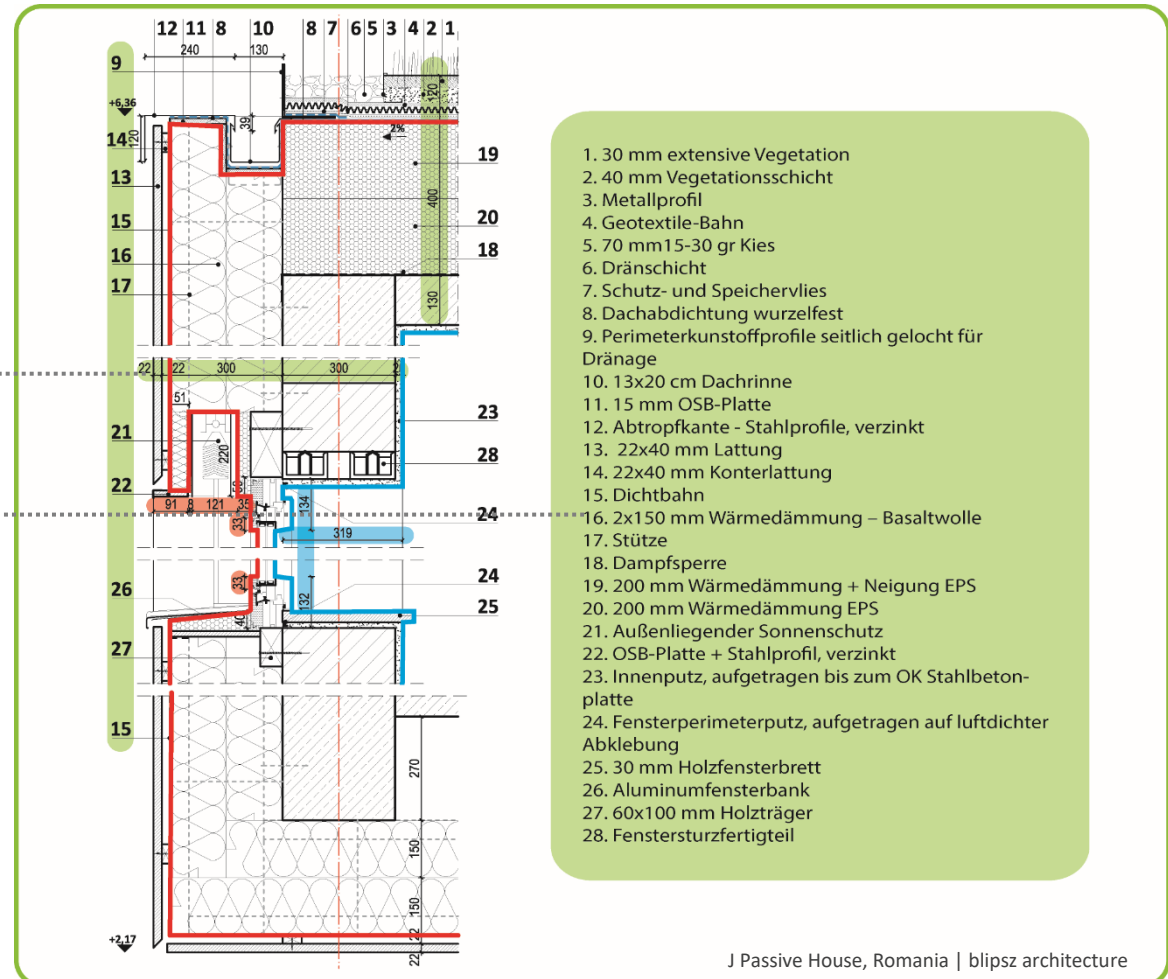 12 11 8 10 8 7 6 5 3 4 2 1
240 130
9
120
+6,36
39
2%
120
14
19
13
400
15
20
16
18
17
130
22 22 300 300
51
23
21
220
28
22
91 8 121 35
134
33
24
319
33
24
26
132
25
40
27
15
270
150
150
+2,17
22
22
1. 30 mm extensive Vegetation
2. 40 mm Vegetationsschicht
3. Metallprofil
4. Geotextile-Bahn
5. 70 mm15-30 gr Kies
6. Dränschicht
7. Schutz- und Speichervlies
8. Dachabdichtung wurzelfest
9. Perimeterkunstoffprofile seitlich gelocht für
Dränage
10. 13x20 cm Dachrinne
11. 15 mm OSB-Platte
12. Abtropfkante - Stahlprofile, verzinkt
13. 22x40 mm Lattung
14. 22x40 mm Konterlattung
15. Dichtbahn
16. 2x150 mm Wärmedämmung – Basaltwolle
17. Stütze
18. Dampfsperre
19. 200 mm Wärmedämmung + Neigung EPS
20. 200 mm Wärmedämmung EPS
21. Außenliegender Sonnenschutz
22. OSB-Platte + Stahlprofil, verzinkt
23. Innenputz, aufgetragen bis zum OK Stahlbeton-
platte
24. Fensterperimeterputz, aufgetragen auf luftdichter
Abklebung
25. 30 mm Holzfensterbrett
26. Aluminumfensterbank
27. 60x100 mm Holzträger
28. Fenstersturzfertigteil
J Passive House, Romania | blipsz architecture